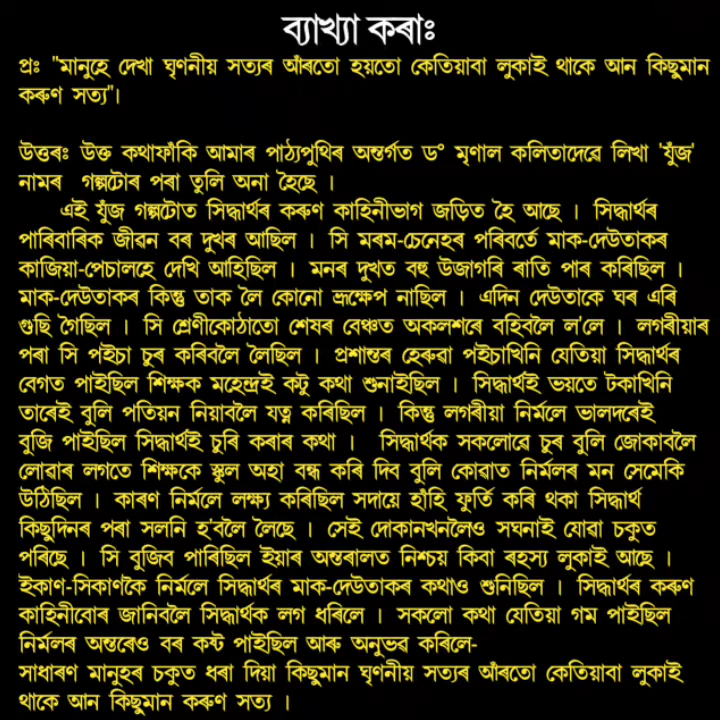 ব্যাখ্যা কৰাঃ
প্ৰঃ "মানুহে দেখা ঘৃণনীয় সত্যৰ আঁৰতো হয়তো কেতিয়াবা লুকাই থাকে আন কিছুমান
কৰুণ সত্য"।
উত্তৰঃ উক্ত কথাফাঁকি আমাৰ পাঠ্যপুথিৰ অন্তৰ্গত ড° মৃণাল কলিতাদেৱে লিখা 'যুঁজ'
নামৰ গল্পটোৰ পৰা তুলি অনা হৈছে ।
এই যুঁজ গল্পটোত সিদ্ধাৰ্থৰ কৰুণ কাহিনীভাগ জড়িত হৈ আছে । সিদ্ধাৰ্থৰ
পাৰিবাৰিক জীৱন বৰ দুখৰ আছিল । সি মৰম-চেনেহৰ পৰিবৰ্তে মাক-দেউতাকৰ
কাজিয়া-পেচালহে দেখি আহিছিল । মনৰ দুখত বহু উজাগৰি ৰাতি পাৰ কৰিছিল ।
মাক-দেউতাকৰ কিন্তু তাক লৈ কোনো ভ্ৰূক্ষেপ নাছিল । এদিন দেউতাকে ঘৰ এৰি
গুছি গৈছিল । সি শ্ৰেণীকোঠাতো শেষৰ বেঞ্চত অকলশৰে বহিবলৈ ল'লে । লগৰীয়াৰ
পৰা সি পইচা চুৰ কৰিবলৈ লৈছিল । প্ৰশান্তৰ হেৰুৱা পইচাখিনি যেতিয়া সিদ্ধাৰ্থৰ
বেগত পাইছিল শিক্ষক মহেন্দ্ৰই কটু কথা শুনাইছিল । সিদ্ধাৰ্থই ভয়তে টকাখিনি
তাৰেই বুলি পতিয়ন নিয়াবলৈ যত্ন কৰিছিল । কিন্তু লগৰীয়া নিৰ্মলে ভালদৰেই
বুজি পাইছিল সিদ্ধাৰ্থই চুৰি কৰাৰ কথা । সিদ্ধাৰ্থক সকলোৱে চুৰ বুলি জোকাবলৈ
লোৱাৰ লগতে শিক্ষকে স্কুল অহা বন্ধ কৰি দিব বুলি কোৱাত নিৰ্মলৰ মন সেমেকি
উঠিছিল । কাৰণ নিৰ্মলে লক্ষ্য কৰিছিল সদায়ে হাঁহি ফুৰ্তি কৰি থকা সিদ্ধাৰ্থ
কিছুদিনৰ পৰা সলনি হ'বলৈ লৈছে । সেই দোকানখনলৈও সঘনাই যোৱা চকুত
পৰিছে । সি বুজিব পাৰিছিল ইয়াৰ অন্তৰালত নিশ্চয় কিবা ৰহস্য লুকাই আছে ।
ইকাণ-সিকাণকৈ নিৰ্মলে সিদ্ধাৰ্থৰ মাক-দেউতাকৰ কথাও শুনিছিল । সিদ্ধাৰ্থৰ কৰুণ
কাহিনীবোৰ জানিবলৈ সিদ্ধাৰ্থক লগ ধৰিলে । সকলো কথা যেতিয়া গম পাইছিল
নিৰ্মলৰ অন্তৰেও বৰ কষ্ট পাইছিল আৰু অনুভৱ কৰিলে-
সাধাৰণ মানুহৰ চকুত ধৰা দিয়া কিছুমান ঘৃণনীয় সত্যৰ আঁৰতো কেতিয়াবা লুকাই
থাকে আন কিছুমান কৰুণ সত্য ।